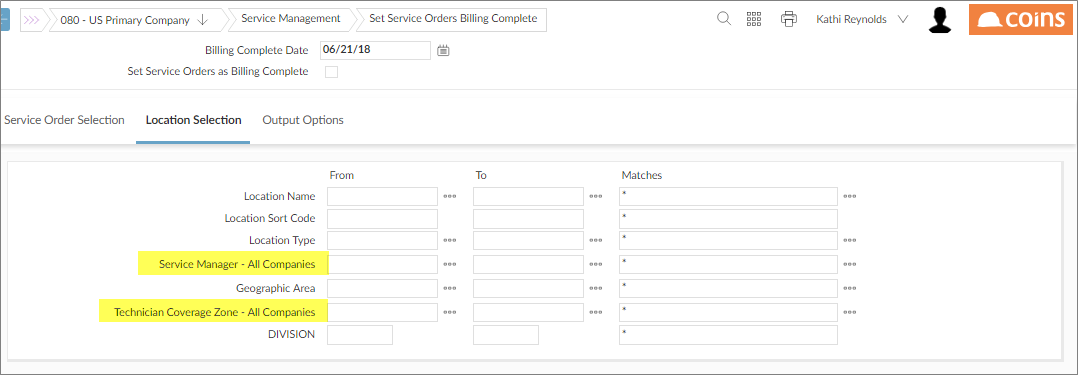 080 - US Primary Company Service Management Set Service Orders Billing Complete Kathi Reynolds coins
Billing Complete Date 06/21/18
Set Service Orders as Billing Complete
Service Order Selection Location Selection Output Options
From To Matches
Location Name *
Location Sort Code *
Location Type *
Service Manager - All Companies *
Geographic Area *
Technician Coverage Zone - All Companies *
DIVISION *